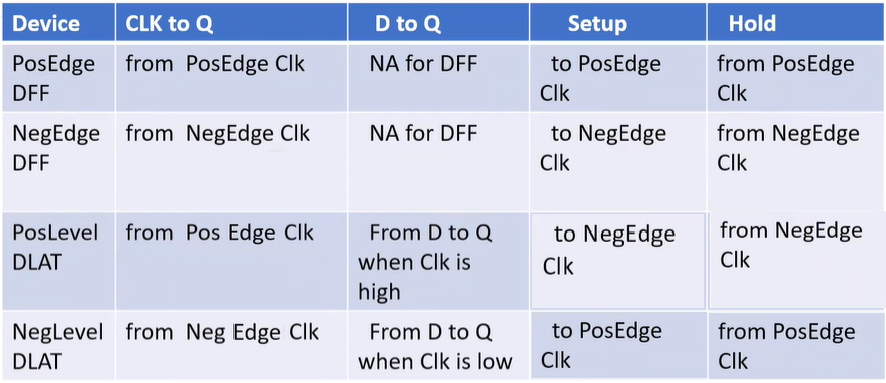 Device CLK to Q D to Q Setup Hold
PosEdge from PosEdge Clk NA for DFF to PosEdge from PosEdge
DFF Clk Clk
NegEdge from NegEdge Clk NA for DFF to NegEdge from NegEdge
DFF Clk Clk
PosLevel from Pos Edge Clk From D to Q to NegEdge from NegEdge
DLAT when Clk is Clk Clk
high
NegLevel from Neg Edge Clk From D to Q to PosEdge from PosEdge
DLAT when Clk is low Clk Clk